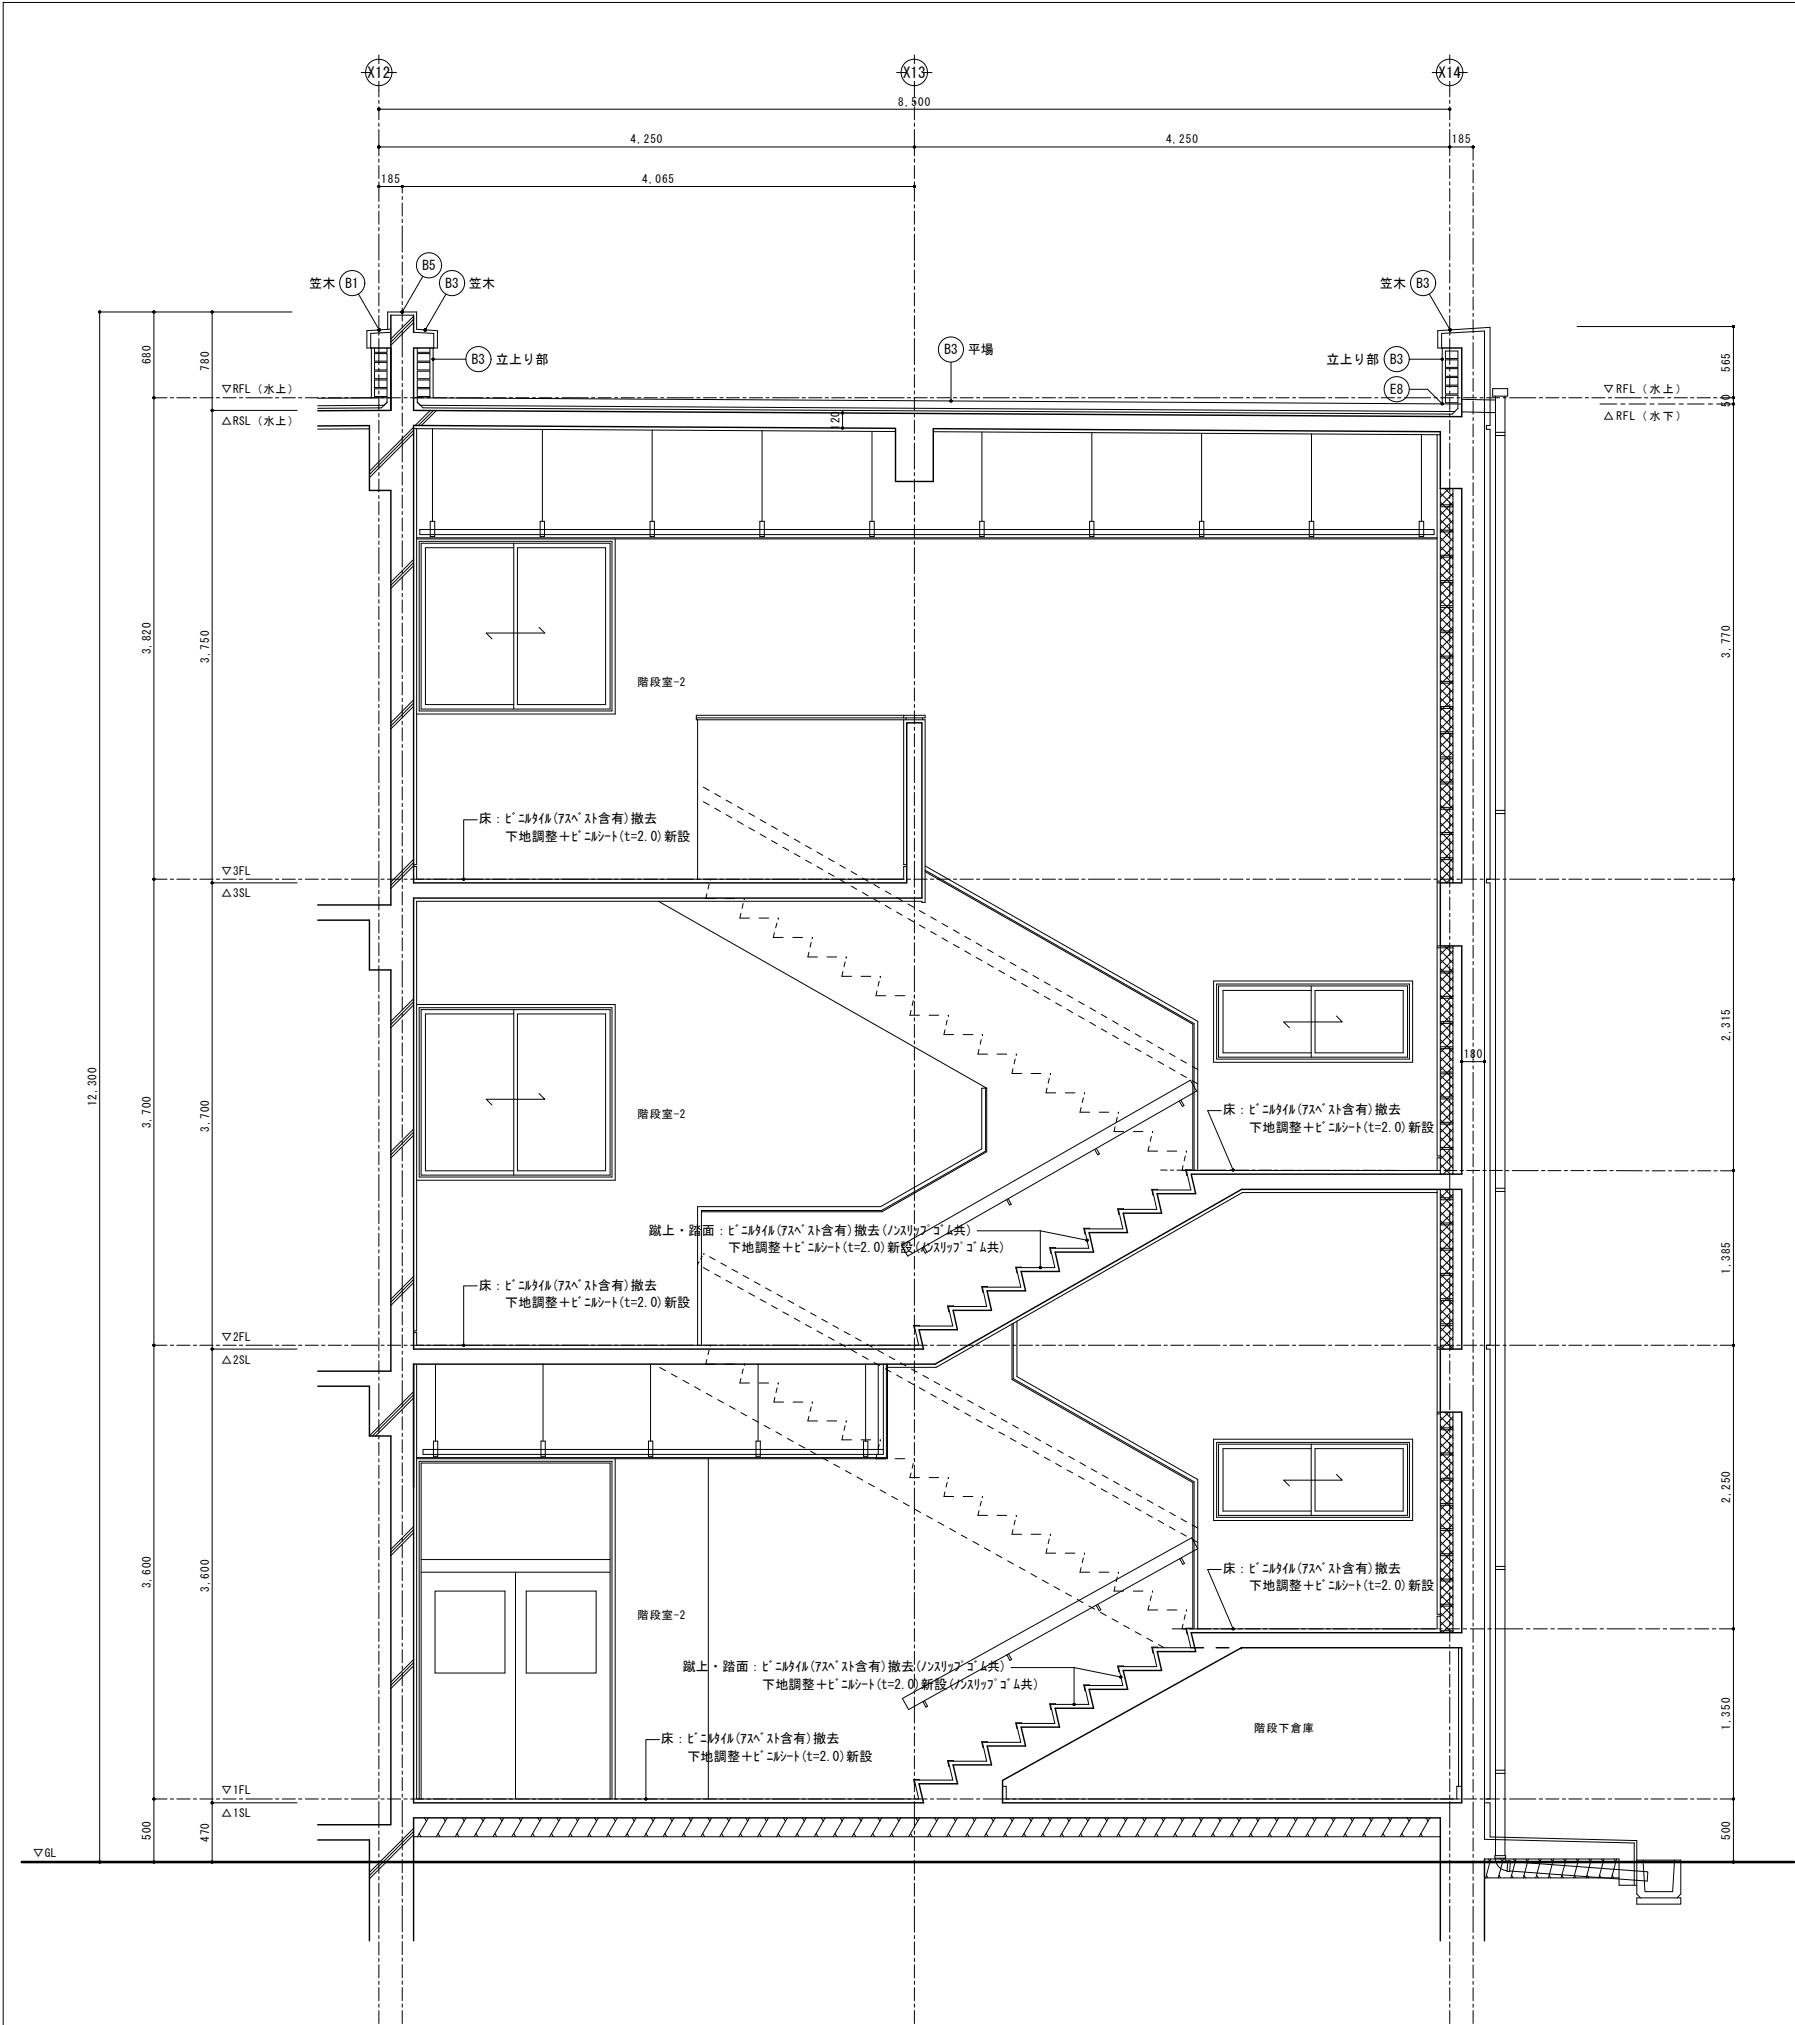 X12
X13
X14
8,500
4,250
4,250
185
185
4,065
笠木 B1
B5
B3 笠木
笠木 B3
B3 立上り部
B3 平場
立上り部 B3
E8
680
780
565
▽RFL (水上)
△RSL (水上)
▽RFL (水上)
50
△RFL (水下)
120
3,820
3,750
3,770
階段室-2
床：ビニルタイル(アスベスト含有)撤去
下地調整＋ビニルシート(t=2.0)新設
▽3FL
△3SL
12,300
3,700
3,700
2,315
180
階段室-2
床：ビニルタイル(アスベスト含有)撤去
下地調整＋ビニルシート(t=2.0)新設
蹴上・踏面：ビニルタイル(アスベスト含有)撤去(ノンスリップゴム共)
下地調整＋ビニルシート(t=2.0)新設(ノンスリップゴム共)
1,385
床：ビニルタイル(アスベスト含有)撤去
下地調整＋ビニルシート(t=2.0)新設
▽2FL
△2SL
2,250
3,600
3,600
床：ビニルタイル(アスベスト含有)撤去
下地調整＋ビニルシート(t=2.0)新設
階段室-2
蹴上・踏面：ビニルタイル(アスベスト含有)撤去(ノンスリップゴム共)
下地調整＋ビニルシート(t=2.0)新設(ノンスリップゴム共)
1,350
階段下倉庫
床：ビニルタイル(アスベスト含有)撤去
下地調整＋ビニルシート(t=2.0)新設
▽1FL
△1SL
500
470
500
▽GL